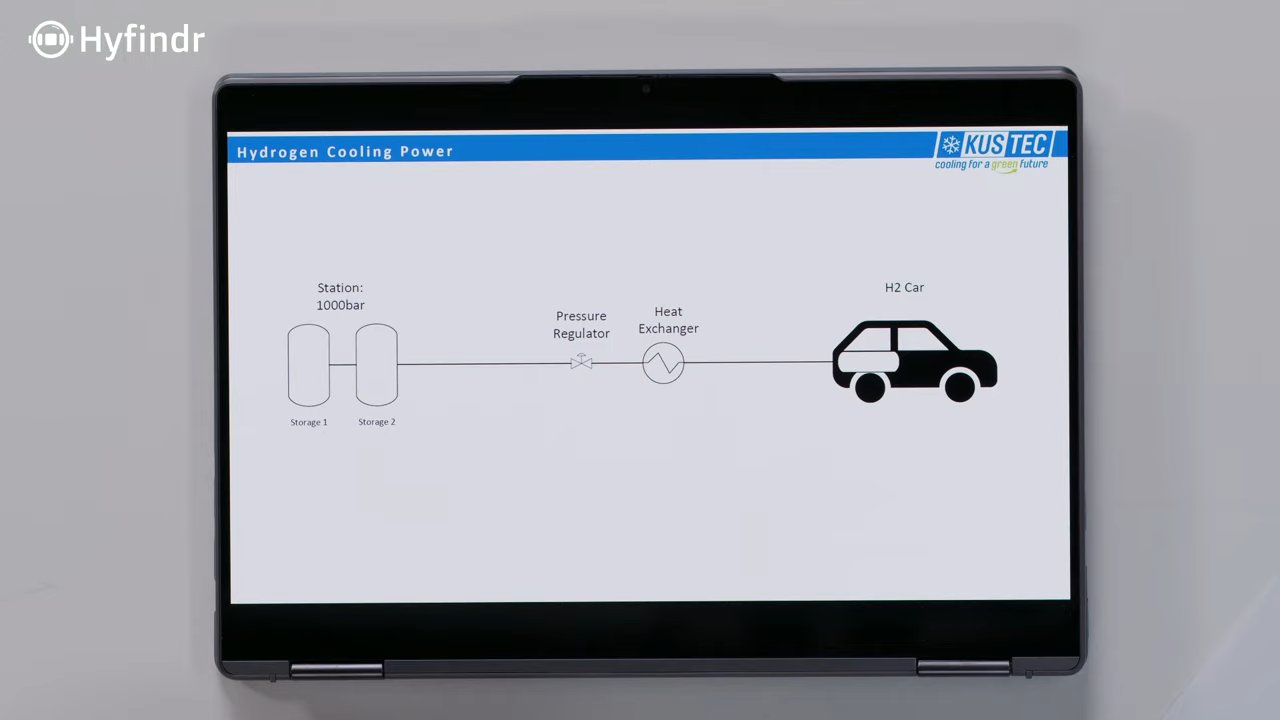 Hyfindr
Hydrogen Cooling Power
KUSTEC
cooling for a green future
Station:
1000bar
Pressure
Regulator
Heat
Exchanger
H2 Car
Storage 1
Storage 2